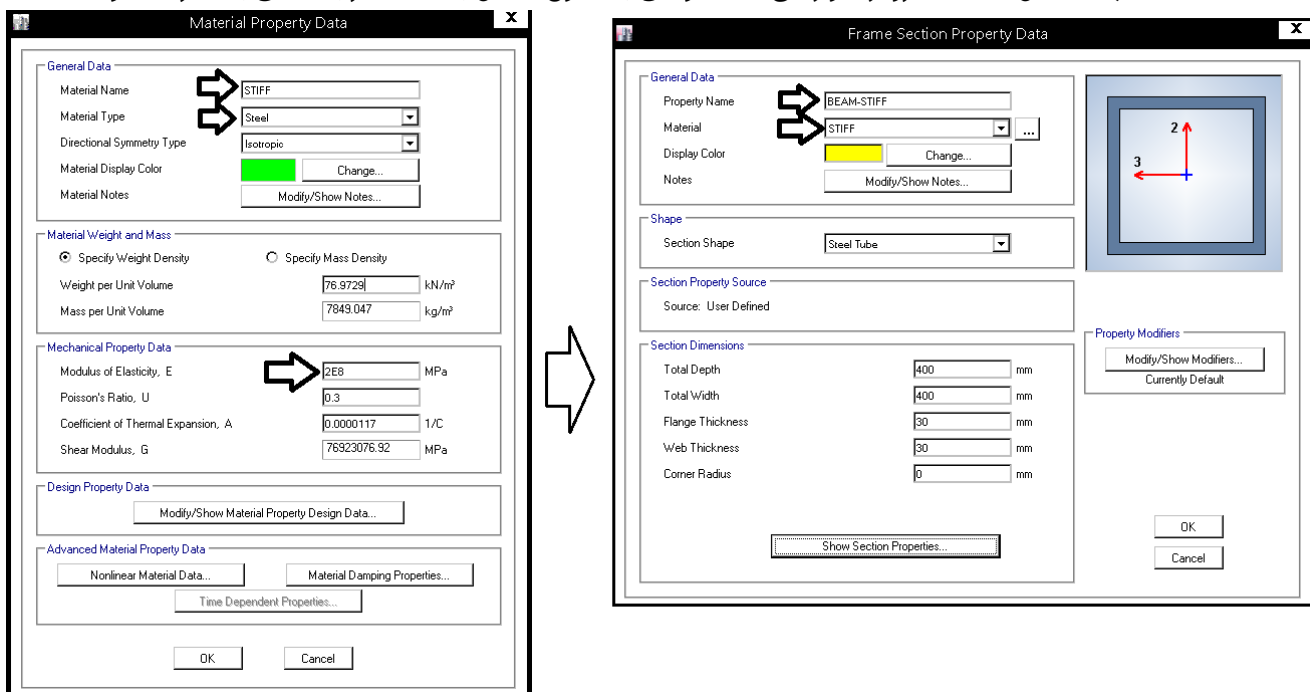 Material Property Data
X
General Data
Material Name
STIFF
Material Type
Steel
Directional Symmetry Type
Isotropic
Material Display Color
Change...
Material Notes
Modify/Show Notes...
Material Weight and Mass
Specify Weight Density
Specify Mass Density
Weight per Unit Volume
76.9729
kN/m³
Mass per Unit Volume
7849.047
kg/m³
Mechanical Property Data
Modulus of Elasticity, E
2E8
MPa
Poisson's Ratio, U
0.3
Coefficient of Thermal Expansion, A
0.0000117
1/C
Shear Modulus, G
76923076.92
MPa
Design Property Data
Modify/Show Material Property Design Data...
Advanced Material Property Data
Nonlinear Material Data...
Material Damping Properties...
Time Dependent Properties...
OK
Cancel
Frame Section Property Data
X
General Data
Property Name
BEAM-STIFF
Material
STIFF
...
Display Color
Change...
Notes
Modify/Show Notes...
Shape
Section Shape
Steel Tube
Section Property Source
Source: User Defined
Section Dimensions
Total Depth
400
mm
Total Width
400
mm
Flange Thickness
30
mm
Web Thickness
30
mm
Corner Radius
0
mm
Show Section Properties...
2
3
Property Modifiers
Modify/Show Modifiers...
Currently Default
OK
Cancel